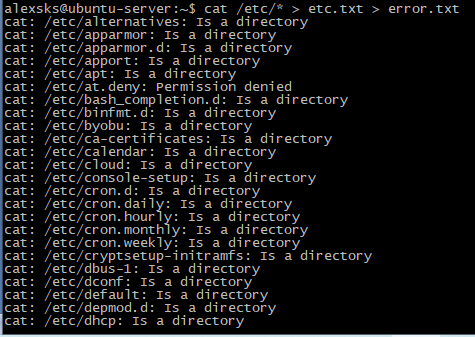 alexsks@ubuntu-server:~$ cat /etc/* > etc.txt > error.txt
cat: /etc/alternatives: Is a directory
cat: /etc/apparmor: Is a directory
cat: /etc/apparmor.d: Is a directory
cat: /etc/apport: Is a directory
cat: /etc/apt: Is a directory
cat: /etc/at.deny: Permission denied
cat: /etc/bash_completion.d: Is a directory
cat: /etc/binfmt.d: Is a directory
cat: /etc/byobu: Is a directory
cat: /etc/ca-certificates: Is a directory
cat: /etc/calendar: Is a directory
cat: /etc/cloud: Is a directory
cat: /etc/console-setup: Is a directory
cat: /etc/cron.d: Is a directory
cat: /etc/cron.daily: Is a directory
cat: /etc/cron.hourly: Is a directory
cat: /etc/cron.monthly: Is a directory
cat: /etc/cron.weekly: Is a directory
cat: /etc/cryptsetup-initramfs: Is a directory
cat: /etc/dbus-1: Is a directory
cat: /etc/dconf: Is a directory
cat: /etc/default: Is a directory
cat: /etc/depmod.d: Is a directory
cat: /etc/dhcp: Is a directory